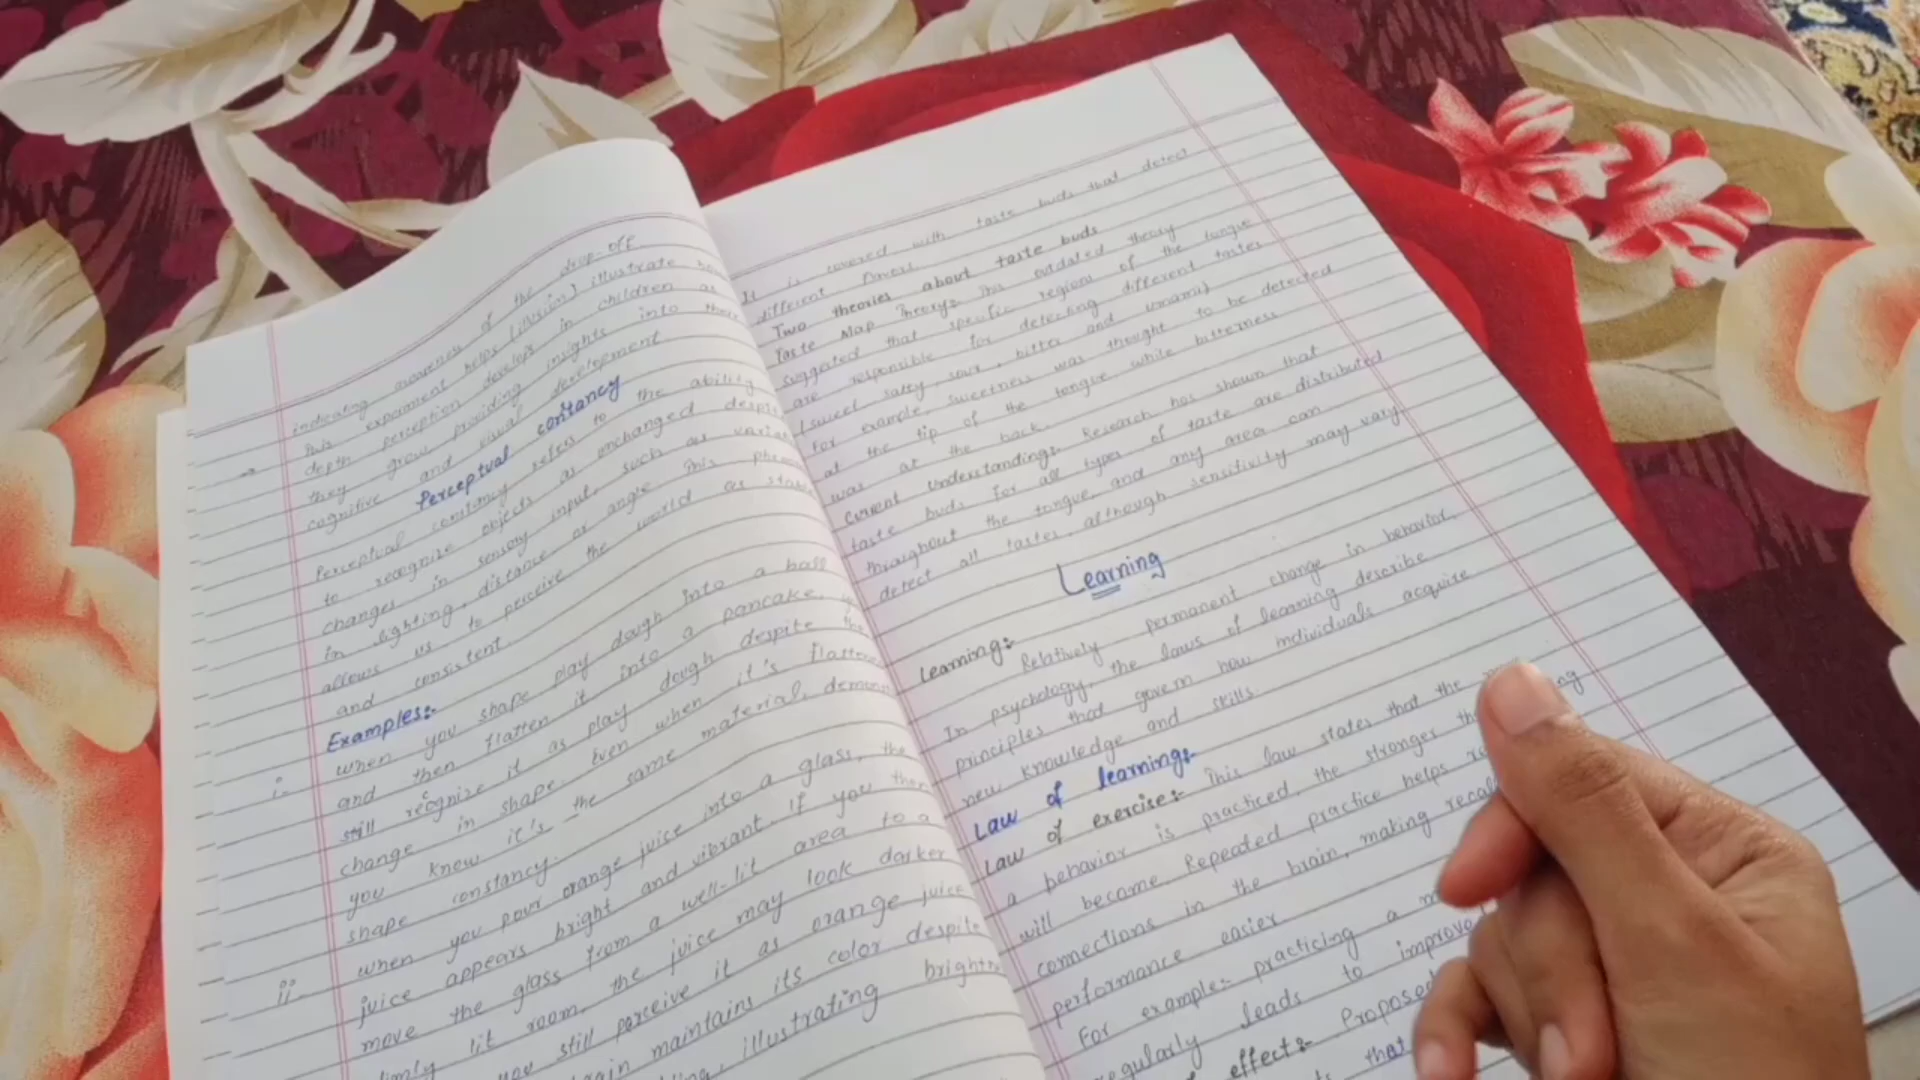 indicating awareness of the drop-off
this experiment helps (illusion) illustrate how
depth perception develops in children as
they grow providing insights into their
cognitive and visual development
Perceptual contancy
Perceptual constancy refers to the ability
to recognize objects as unchanged despite
changes in sensory input, such as
in lighting, distance, or angle. This
allows us to perceive the world as stable
and consistent.
Examples:-
i- when you shape play dough into a ball
and then flatten it into a pancake,
still recognize it as play dough despite the
change in shape. Even when it's flattened
you know it's the same material,
shape constancy.
ii- when you pour orange juice into a glass, the
juice appears bright and vibrant. If you then
move the glass from a well-lit area to a
lit room, the juice may look darker
you still perceive it as orange juice
maintains its color despite
illustrating
It is covered with taste buds that detect
different flavors.
Two theories about taste buds
Taste Map Theory:- This outdated theory
suggested that specific regions of the tongue
are responsible for detecting different tastes
(sweet, salty, sour, bitter and umami)
For example, sweetness was thought to be detected
at the tip of the tongue while bitterness
was at the back.
current understanding:- Research has shown that
taste buds for all types of taste are distributed
throughout the tongue, and any area can
detect all tastes, although sensitivity may vary.
Learning
Learning:-
Relatively permanent change in behavior.
In psychology, the laws of learning describe
principles that govern how individuals acquire
new knowledge and skills.
Law of learning:-
Law of exercise:- This law states that the
a behavior is practiced, the stronger
will become. Repeated practice helps
connections in the brain, making recall
performance easier
For example:- practicing a
regularly leads to improve
effect:- Proposed
that